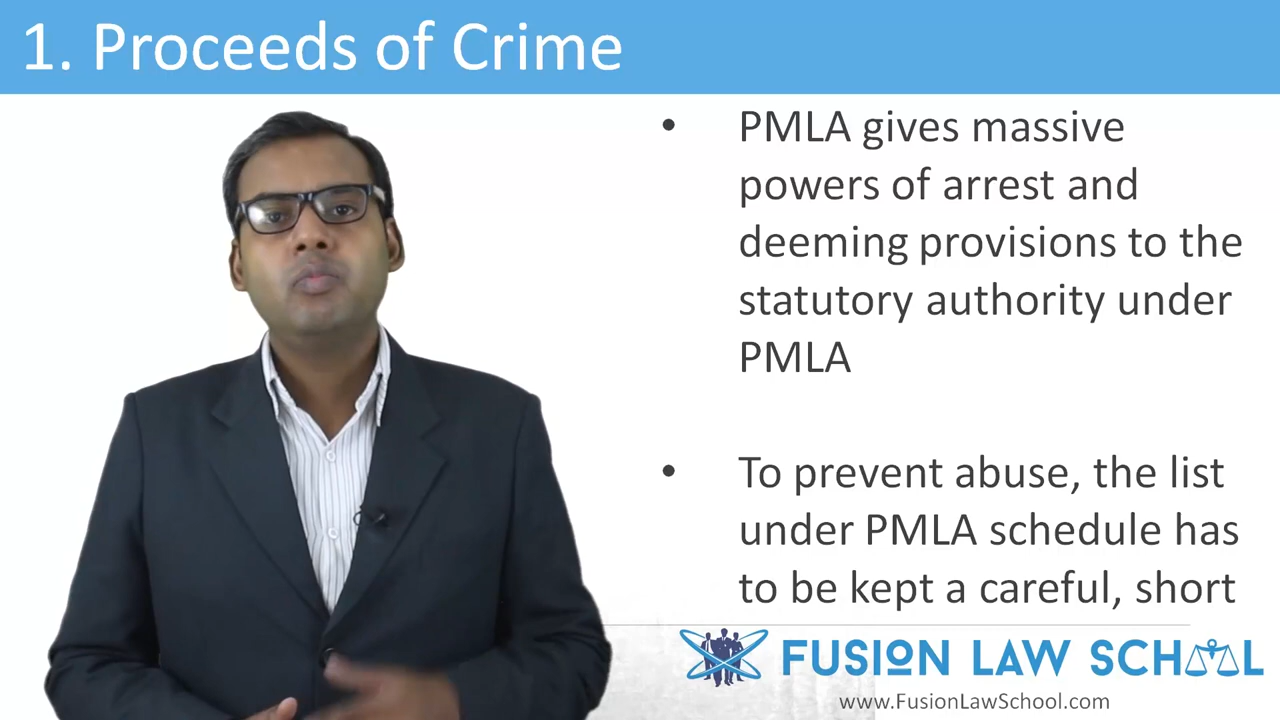 1. Proceeds of Crime
• PMLA gives massive
powers of arrest and
deeming provisions to the
statutory authority under
PMLA
• To prevent abuse, the list
under PMLA schedule has
to be kept a careful, short
FUSION LAW SCHOOL
www.FusionLawSchool.com